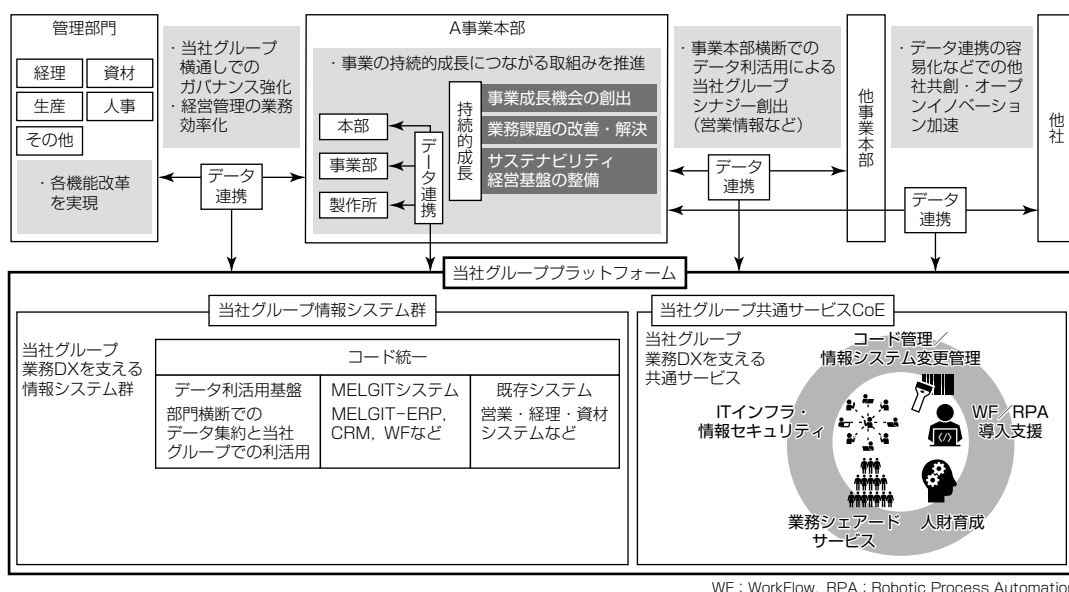 管理部門
経理
資材
生産
人事
その他
・各機能改革
を実現
・当社グループ
横通しでの
ガバナンス強化
・経営管理の業務
効率化
データ
連携
A事業本部
・事業の持続的成長につながる取組みを推進
本部
事業部
製作所
データ連携
持続的成長
事業成長機会の創出
業務課題の改善・解決
サステナビリティ
経営基盤の整備
・事業本部横断での
データ利活用による
当社グループ
シナジー創出
（営業情報など）
データ
連携
他事業本部
・データ連携の容
易化などでの他
社共創・オープ
ンイノベーショ
ン加速
データ
連携
他社
当社グループプラットフォーム
当社グループ情報システム群
当社グループ
業務DXを支える
情報システム群
コード統一
データ利活用基盤
部門横断での
データ集約と当社
グループでの利活用
MELGITシステム
MELGIT-ERP，
CRM，WFなど
既存システム
営業・経理・資材
システムなど
当社グループ共通サービスCoE
当社グループ
業務DXを支える
共通サービス
コード管理／
情報システム変更管理
ITインフラ・
情報セキュリティ
WF／RPA
導入支援
業務シェアード
サービス
人財育成
WF：WorkFlow，RPA：Robotic Process Automation